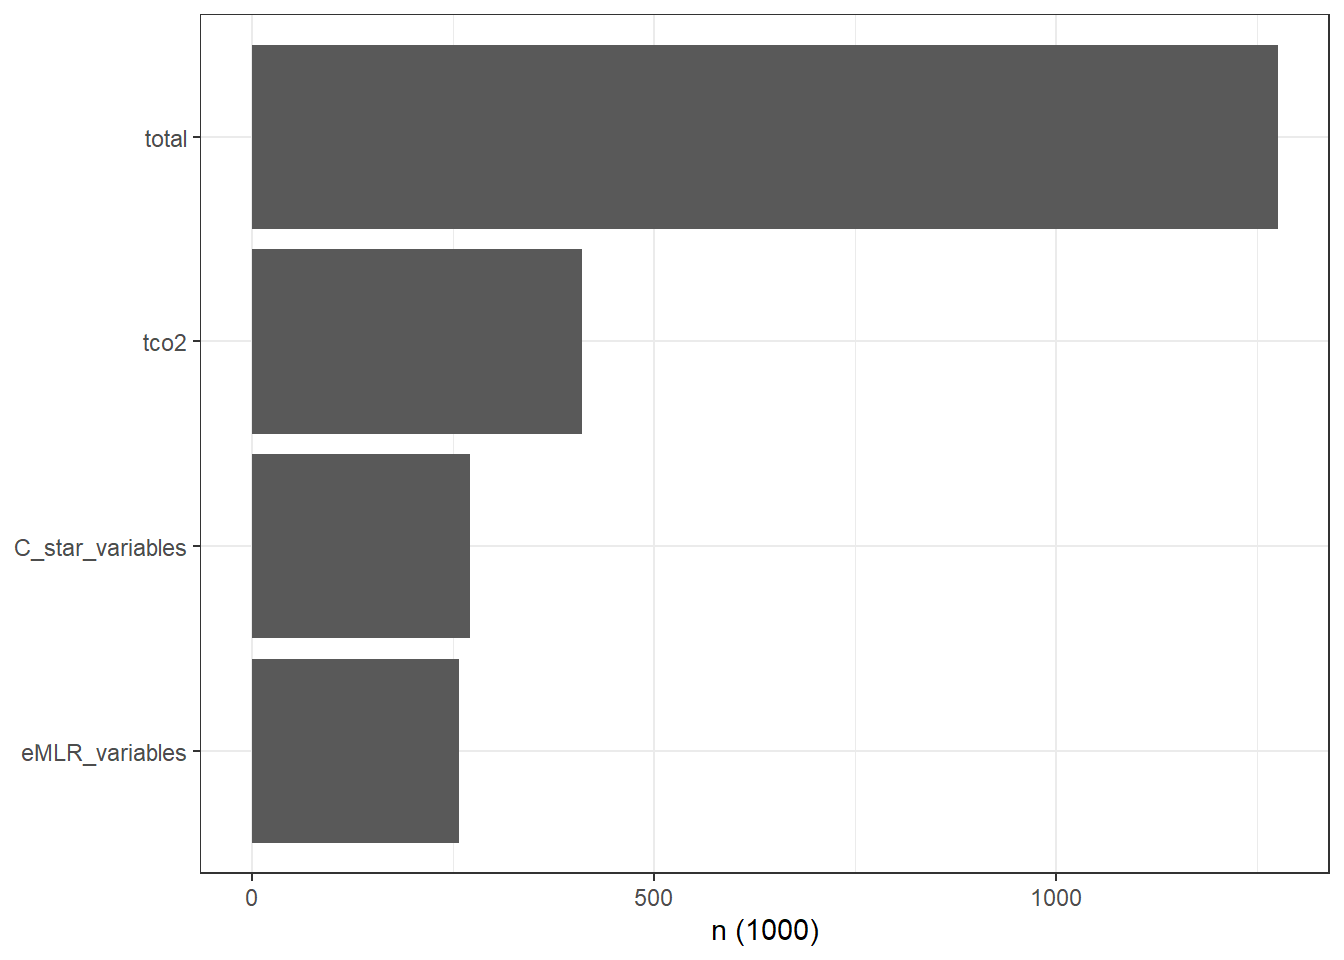 total
tco2
C_star_variables
eMLR_variables
0 500 1000
n (1000)